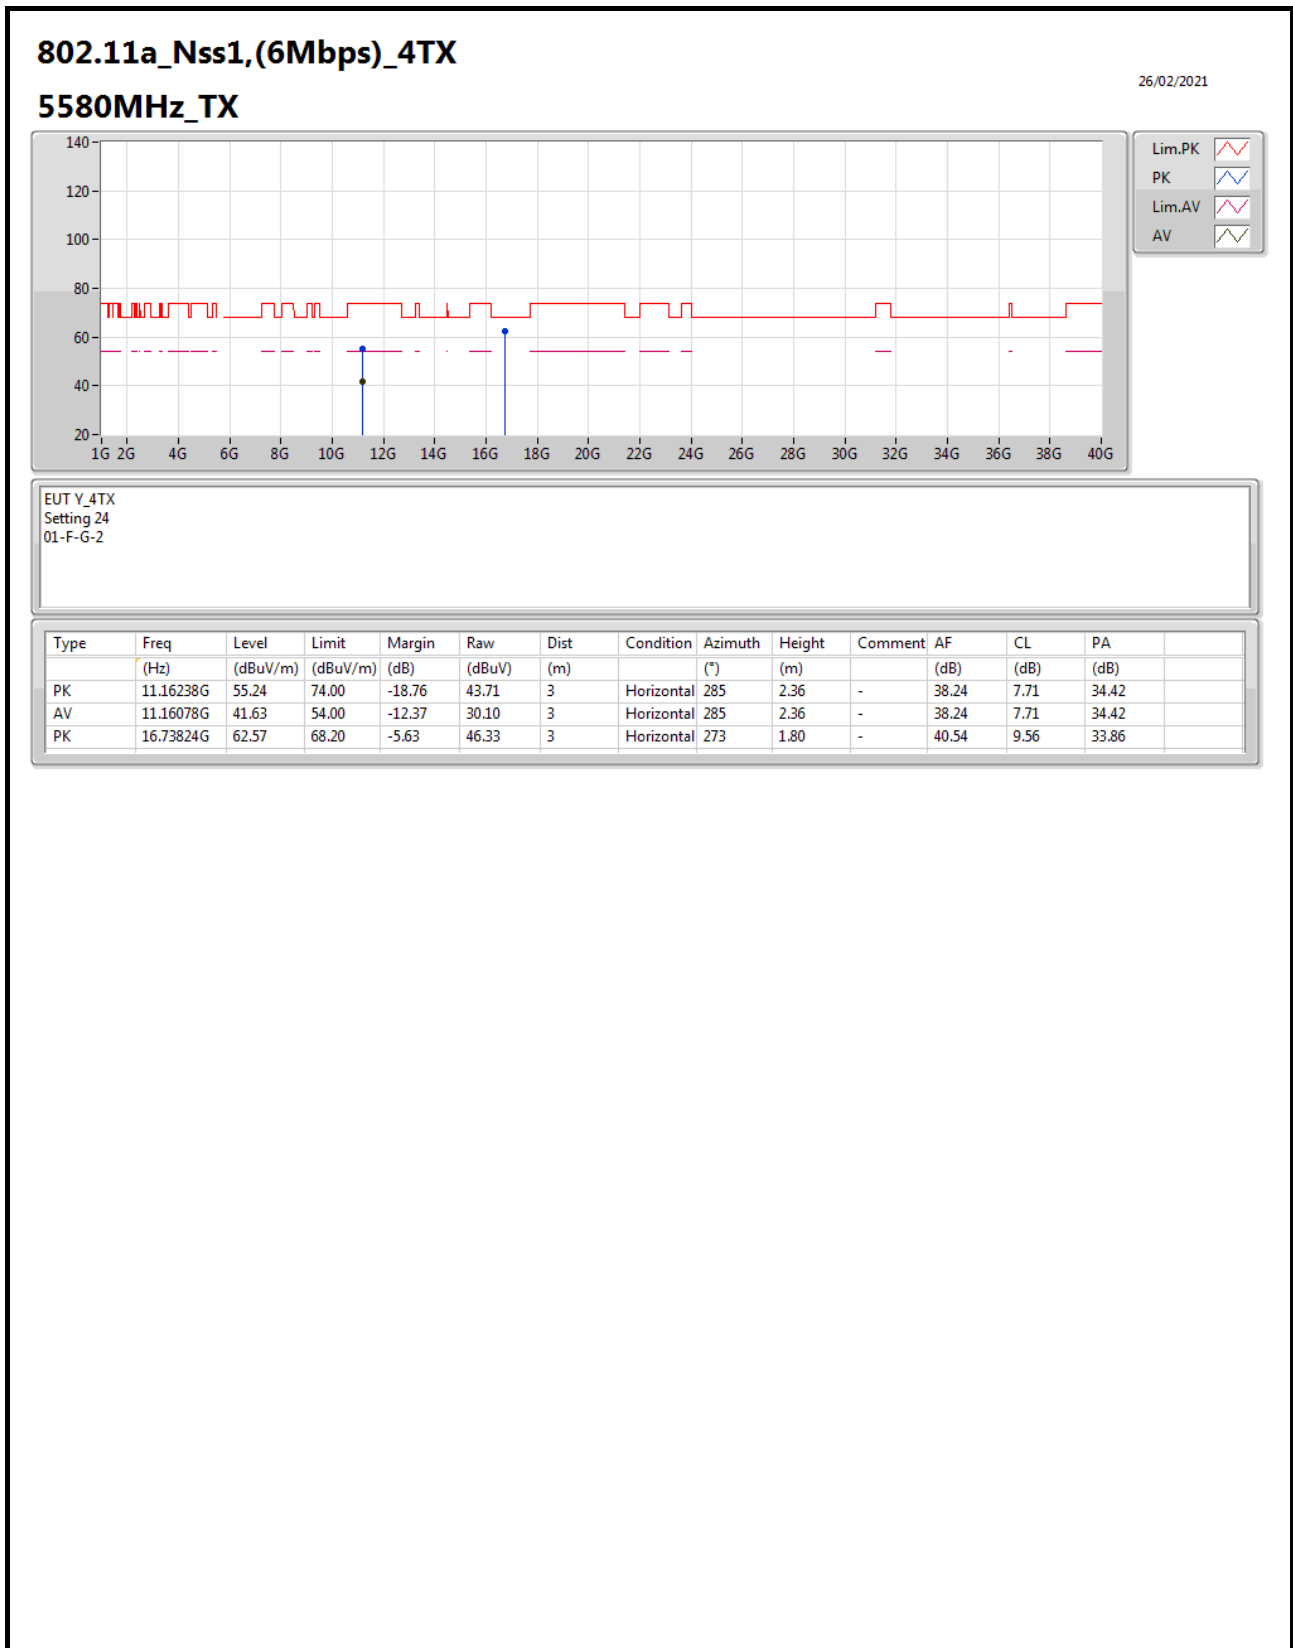 802.11a_Nss1,(6Mbps)_4TX
26/02/2021
5580MHz_TX
140
120
100
80
60
40
20
1G 2G 4G 6G 8G 10G 12G 14G 16G 18G 20G 22G 24G 26G 28G 30G 32G 34G 36G 38G 40G
Lim.PK
PK
Lim.AV
AV
EUT Y_4TX
Setting 24
01-F-G-2
Type Freq Level Limit Margin Raw Dist Condition Azimuth Height Comment AF CL PA
(Hz) (dBuV/m) (dBuV/m) (dB) (dBuV) (m) (°) (m) (dB) (dB) (dB)
PK 11.16238G 55.24 74.00 -18.76 43.71 3 Horizontal 285 2.36 - 38.24 7.71 34.42
AV 11.16078G 41.63 54.00 -12.37 30.10 3 Horizontal 285 2.36 - 38.24 7.71 34.42
PK 16.73824G 62.57 68.20 -5.63 46.33 3 Horizontal 273 1.80 - 40.54 9.56 33.86